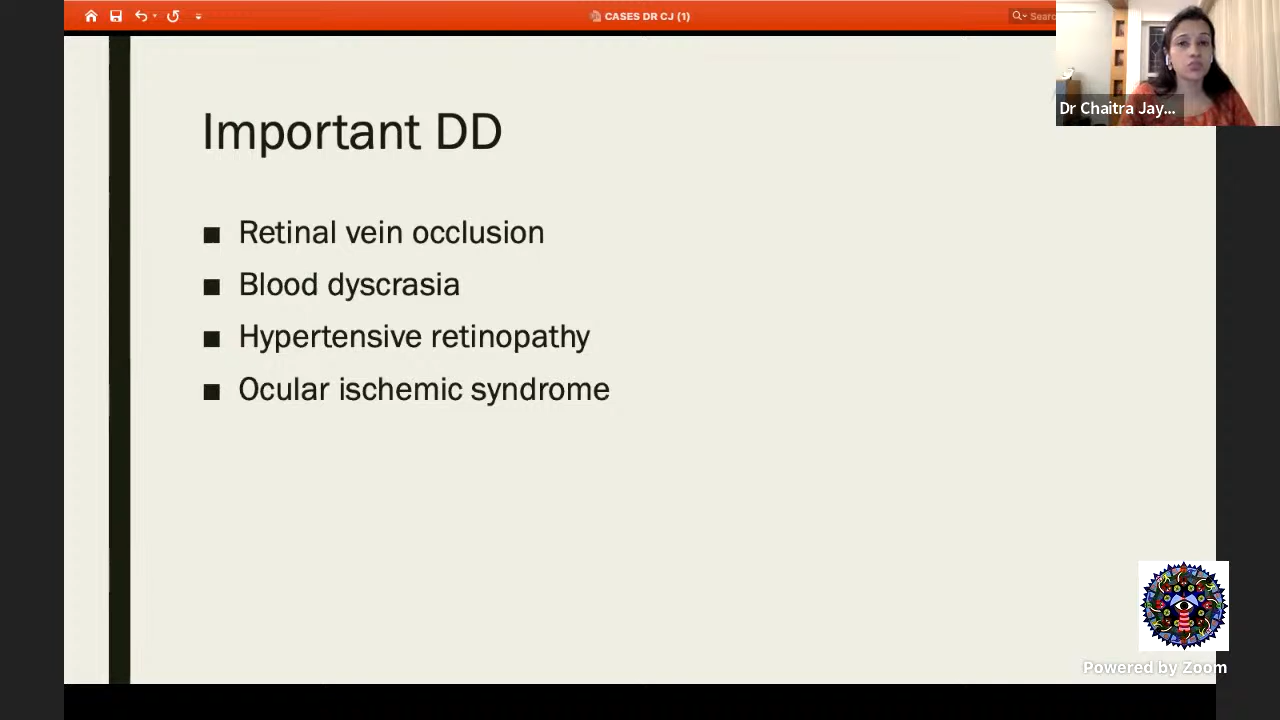 CASES DR CJ (1)
Searc
Dr Chaitra Jay...
Important DD
■ Retinal vein occlusion
■ Blood dyscrasia
■ Hypertensive retinopathy
■ Ocular ischemic syndrome
Powered by Zoom